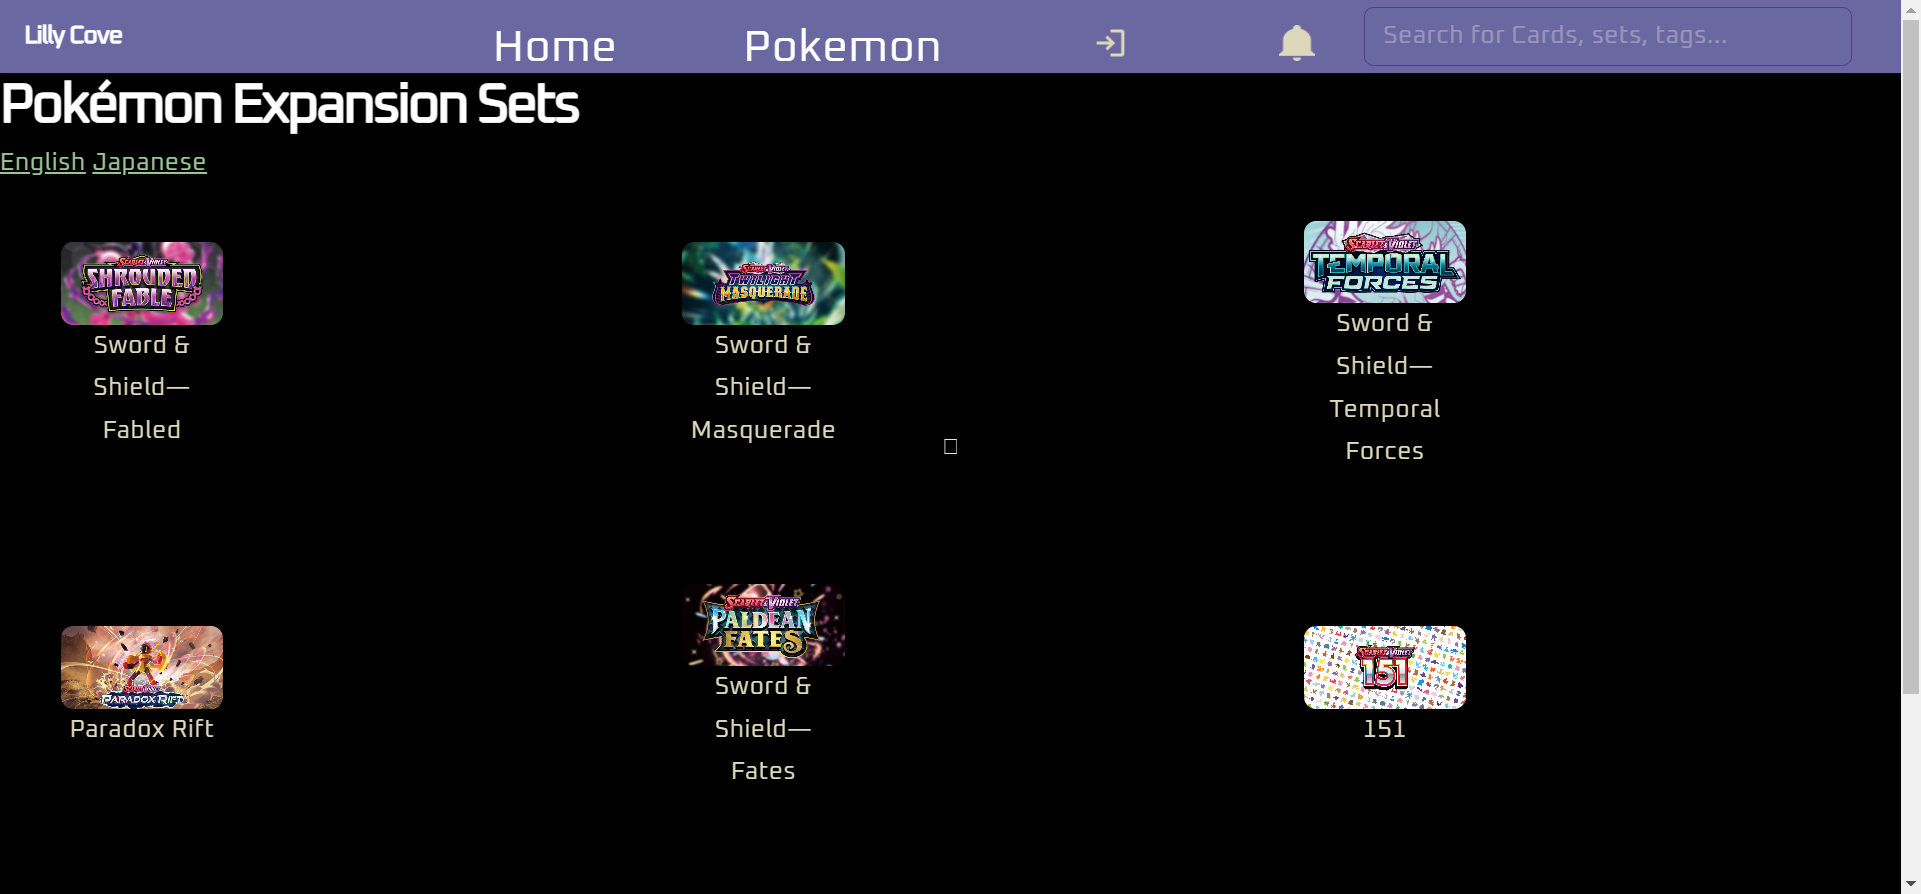 Lilly Cove
Home
Pokemon
Search for Cards, sets, tags...
Pokémon Expansion Sets
English Japanese
SCARLET & VIOLET
SHROUDED
FABLE
Sword &
Shield—
Fabled
SCARLET & VIOLET
TWILIGHT
MASQUERADE
Sword &
Shield—
Masquerade
SCARLET & VIOLET
TEMPORAL
FORCES
Sword &
Shield—
Temporal
Forces
SCARLET & VIOLET
PARADOX RIFT
Paradox Rift
SCARLET & VIOLET
PALDEAN
FATES
Sword &
Shield—
Fates
SCARLET & VIOLET
151
151